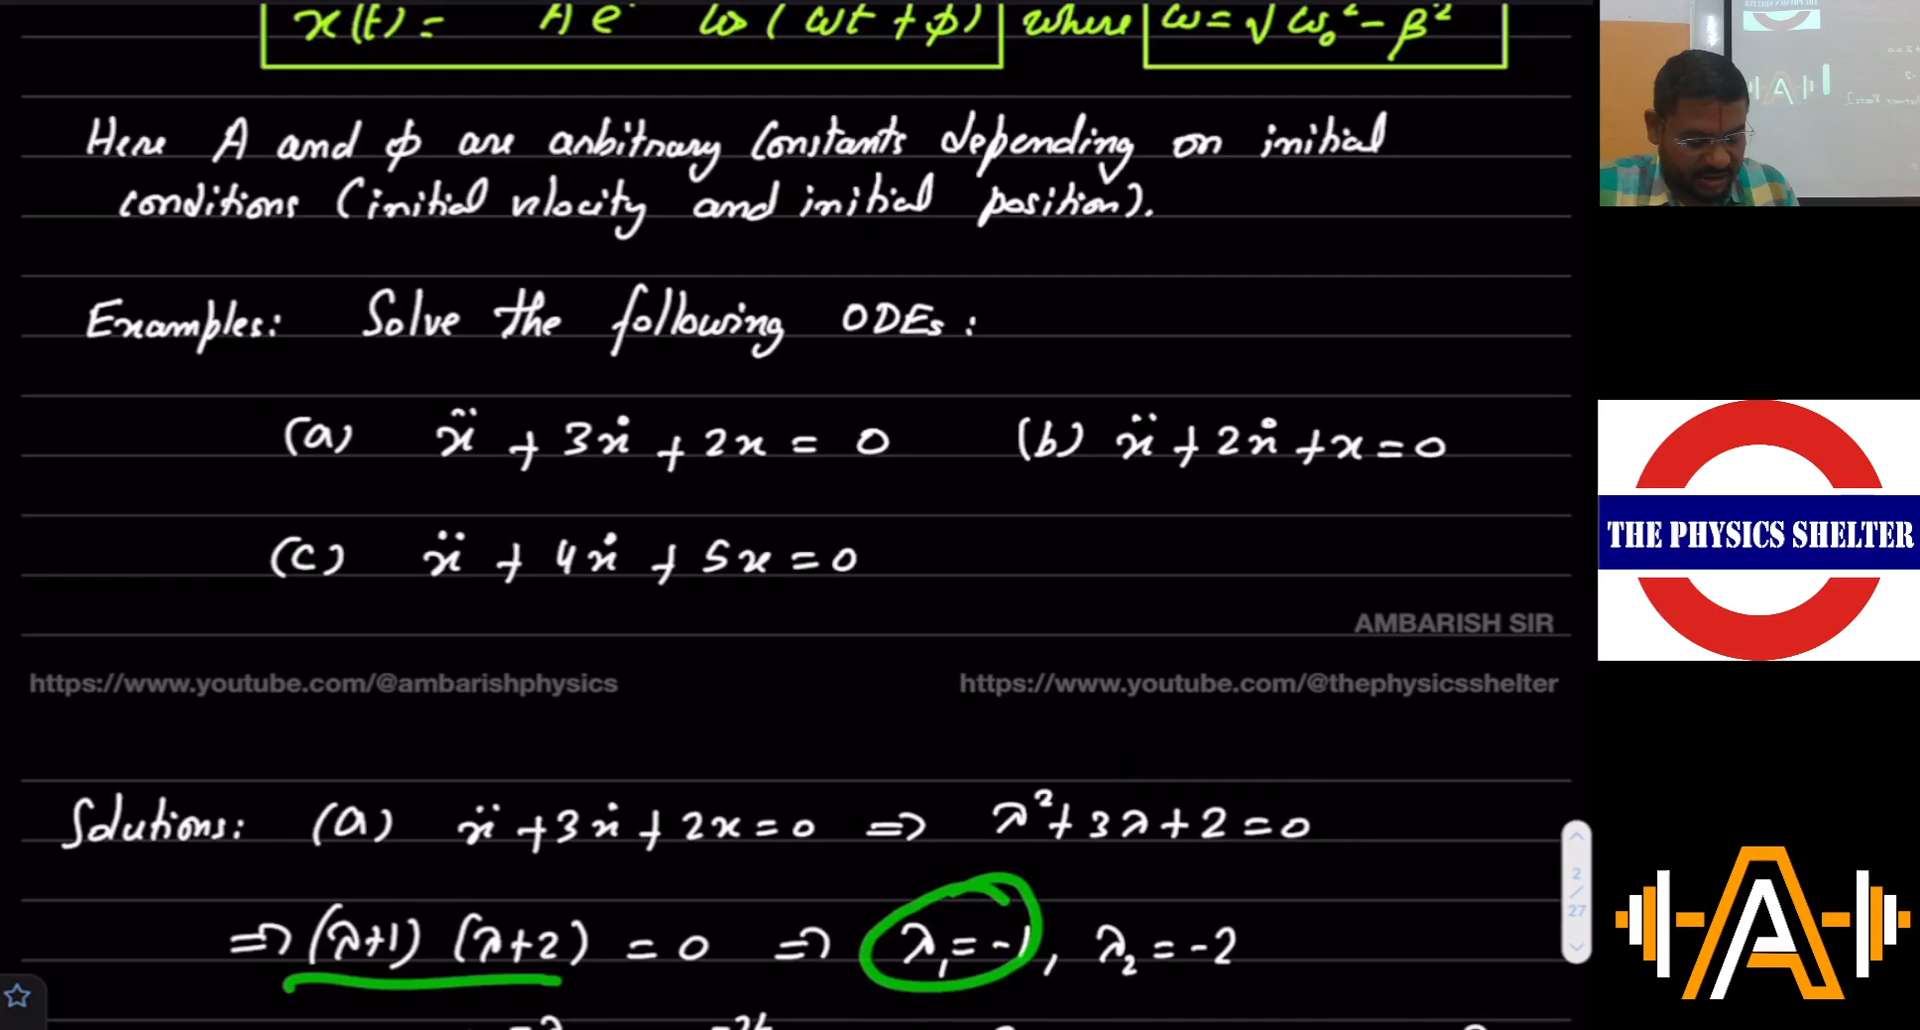 x(t) = A e cos(ωt + φ) where ω = √ω₀² - β²
Here A and φ are arbitrary constants depending on initial
conditions (initial velocity and initial position).
Examples: Solve the following ODEs:
(a) ẍ + 3ẋ + 2x = 0 (b) ẍ + 2ẋ + x = 0
(c) ẍ + 4ẋ + 5x = 0
AMBARISH SIR
https://www.youtube.com/@ambarishphysics https://www.youtube.com/@thephysicsshelter
Solutions: (a) ẍ + 3ẋ + 2x = 0 ⇒ λ² + 3λ + 2 = 0
⇒ (λ+1) (λ+2) = 0 ⇒ λ₁ = -1, λ₂ = -2
2
/
27
THE PHYSICS SHELTER
A